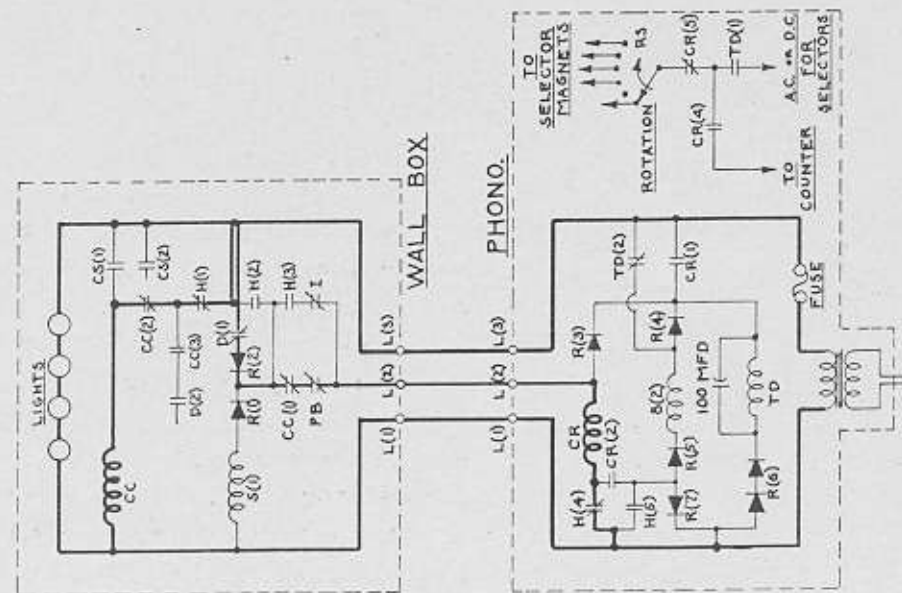 LIGHTS
CS(1)
CS(2)
CC
CC(2)
H(1)
CC(3)
D(2)
D(1)
H(2)
R(2)
H(3)
I
R(1)
CC(1)
PB
S(1)
WALL BOX
L(1)
L(2)
L(3)
PHONO.
L(1)
L(2)
L(3)
TO
SELECTOR
MAGNETS
RS
ROTATION
CR(5)
CR(4)
TD(1)
TO
COUNTER
A.C. OR D.C.
FOR
SELECTORS
TD(2)
CR(1)
R(3)
R(4)
CR
CR(2)
S(2)
H(4)
R(5)
100 MFD
TD
H(5)
R(7)
R(6)
FUSE